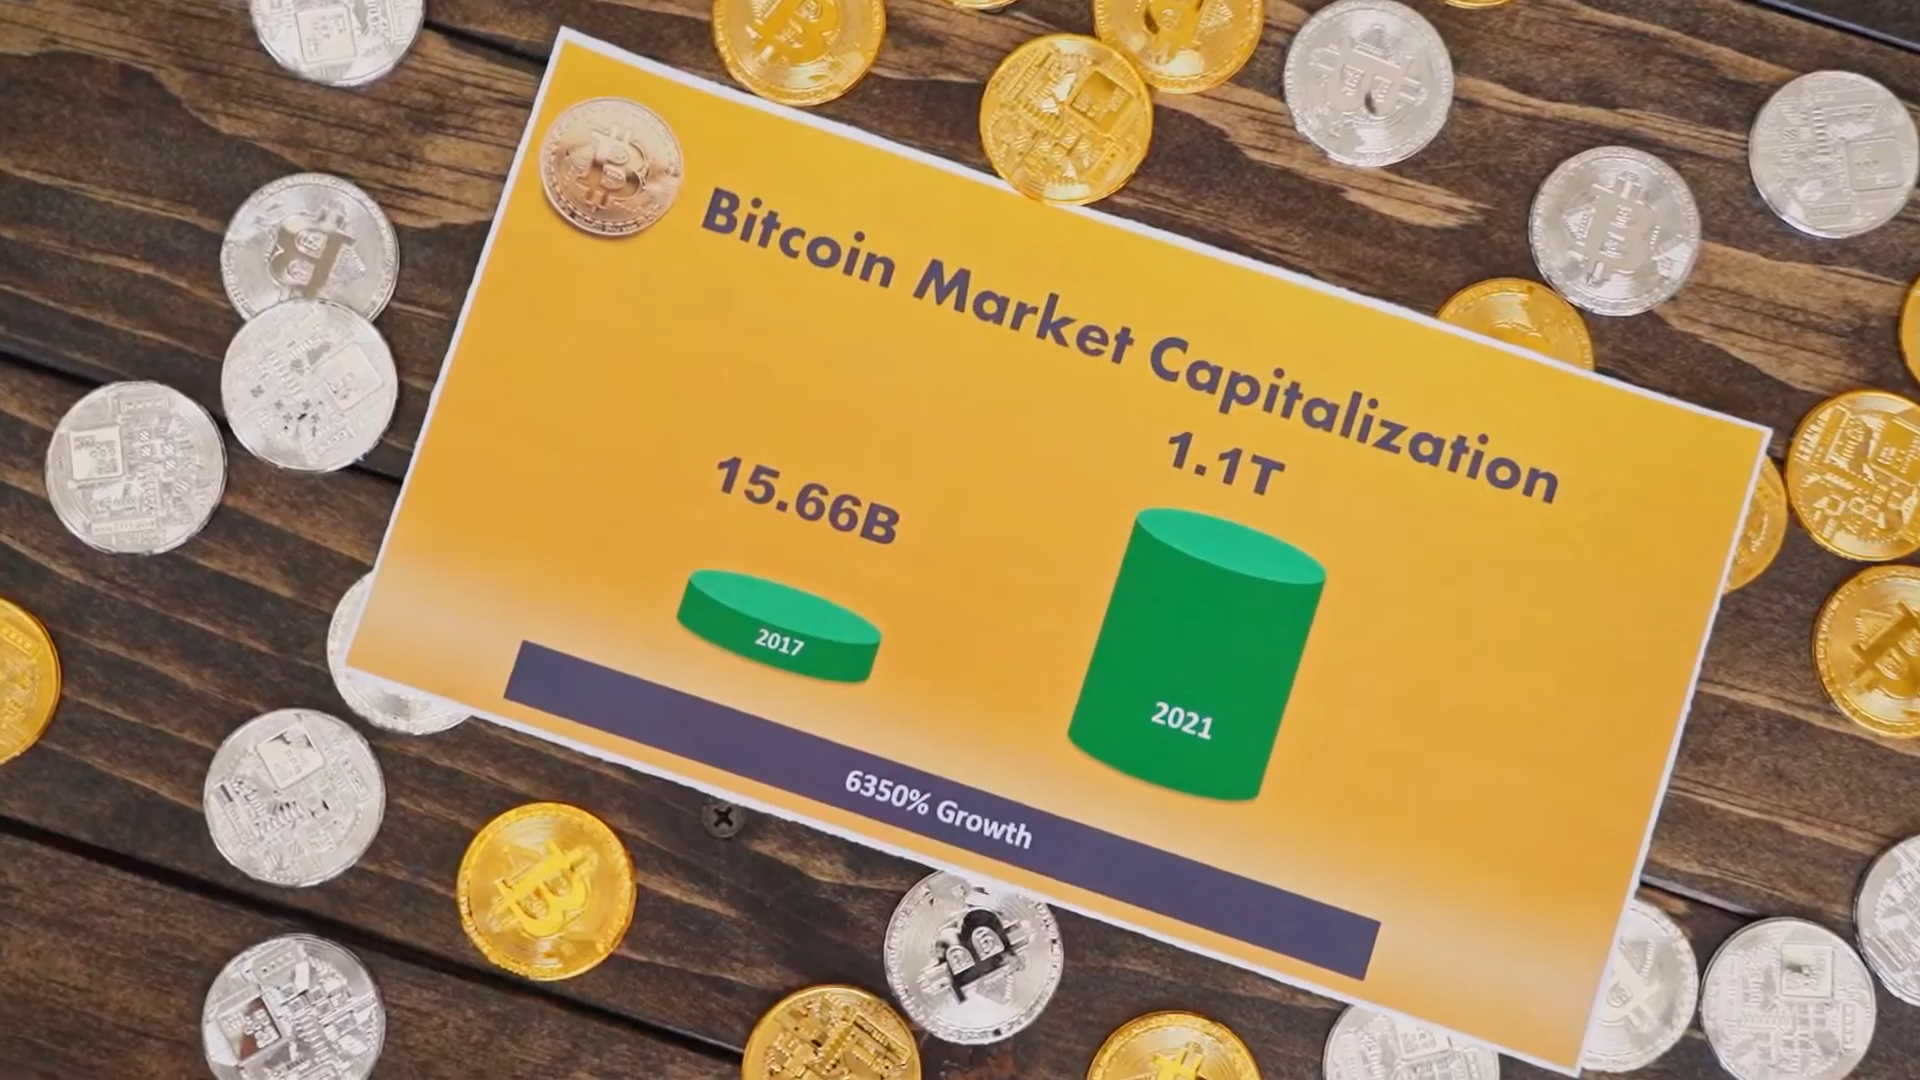 Bitcoin Market Capitalization
15.66B
1.1T
2017
2021
6350% Growth